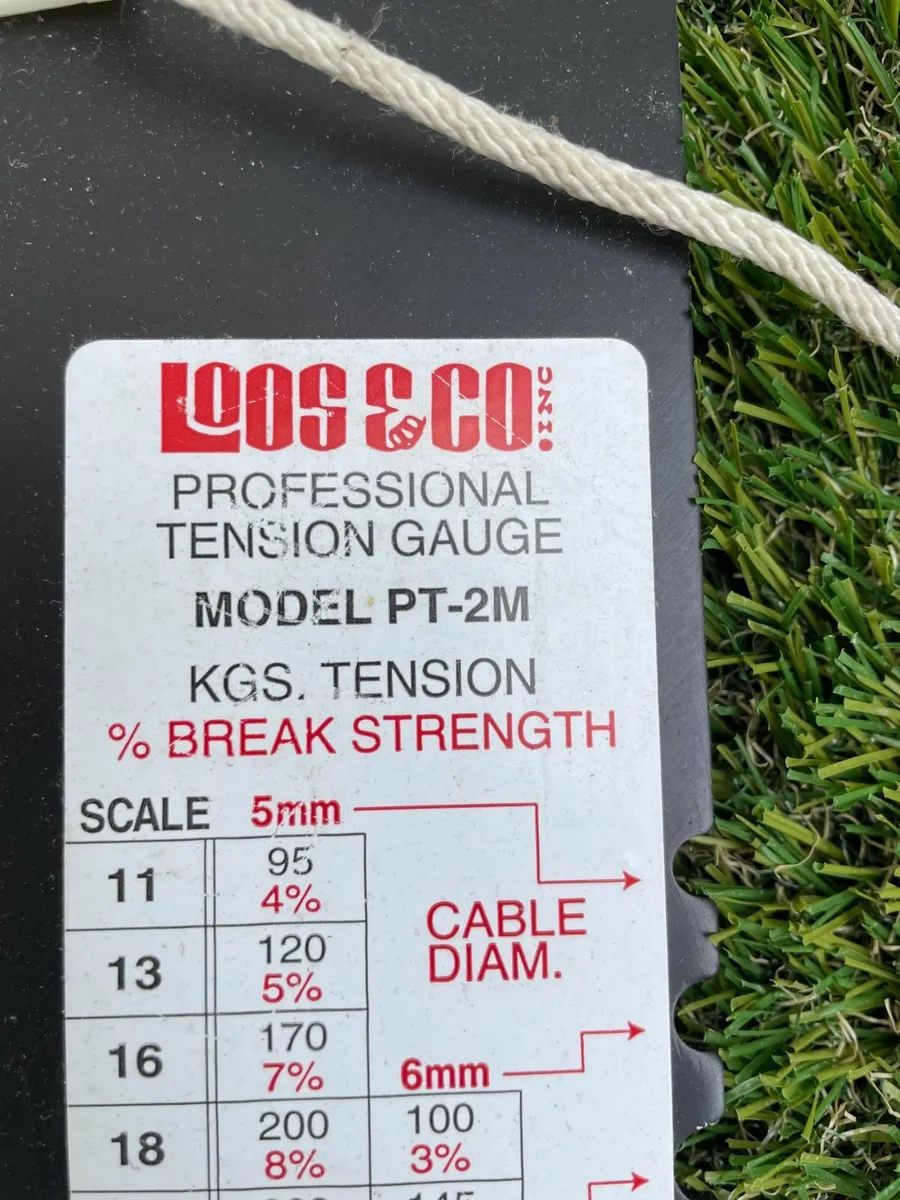 LOOS & CO. INC
PROFESSIONAL
TENSION GAUGE
MODEL PT-2M
KGS. TENSION
% BREAK STRENGTH
SCALE 5mm
11 95
4%
CABLE
DIAM.
13 120
5%
16 170
7% 6mm
18 200 100
8% 3%
145